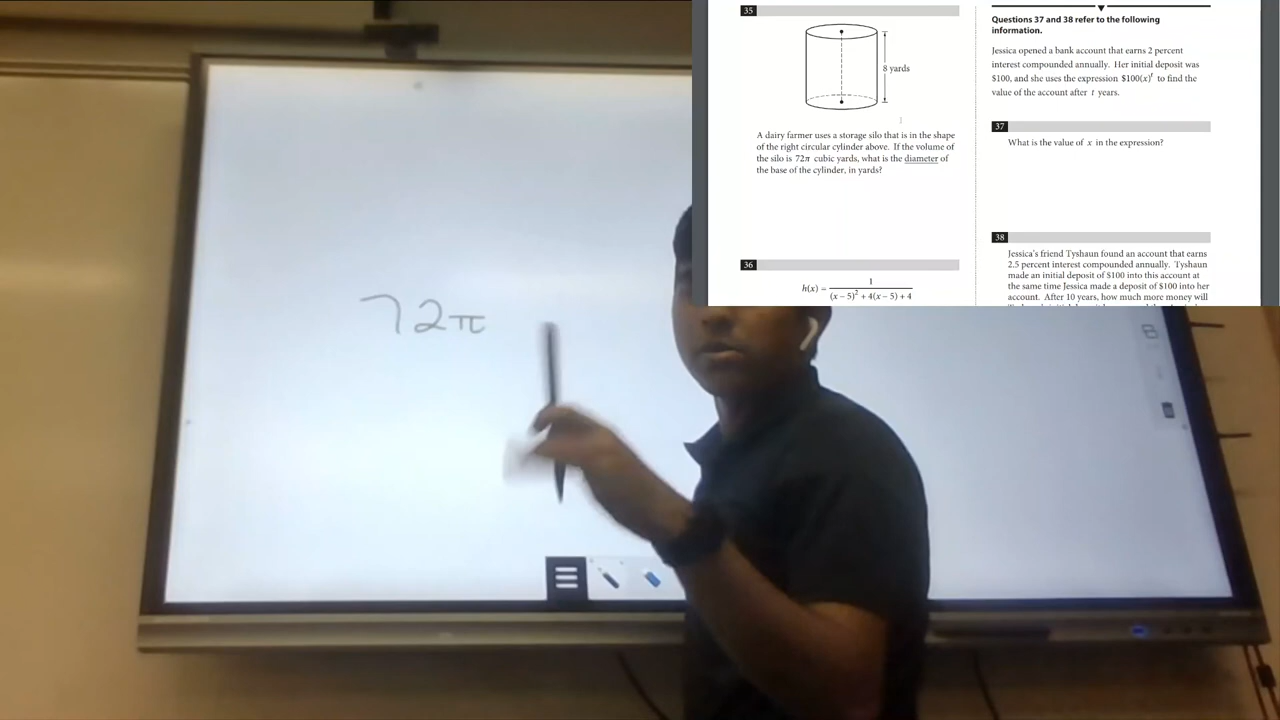 72π
35
8 yards
A dairy farmer uses a storage silo that is in the shape
of the right circular cylinder above. If the volume of
the silo is 72π cubic yards, what is the diameter of
the base of the cylinder, in yards?
36
h(x) = 1 / ((x − 5)² + 4(x − 5) + 4)
Questions 37 and 38 refer to the following
information.
Jessica opened a bank account that earns 2 percent
interest compounded annually. Her initial deposit was
$100, and she uses the expression $100(x)ᵗ to find the
value of the account after t years.
37
What is the value of x in the expression?
38
Jessica's friend Tyshaun found an account that earns
2.5 percent interest compounded annually. Tyshaun
made an initial deposit of $100 into this account at
the same time Jessica made a deposit of $100 into her
account. After 10 years, how much more money will